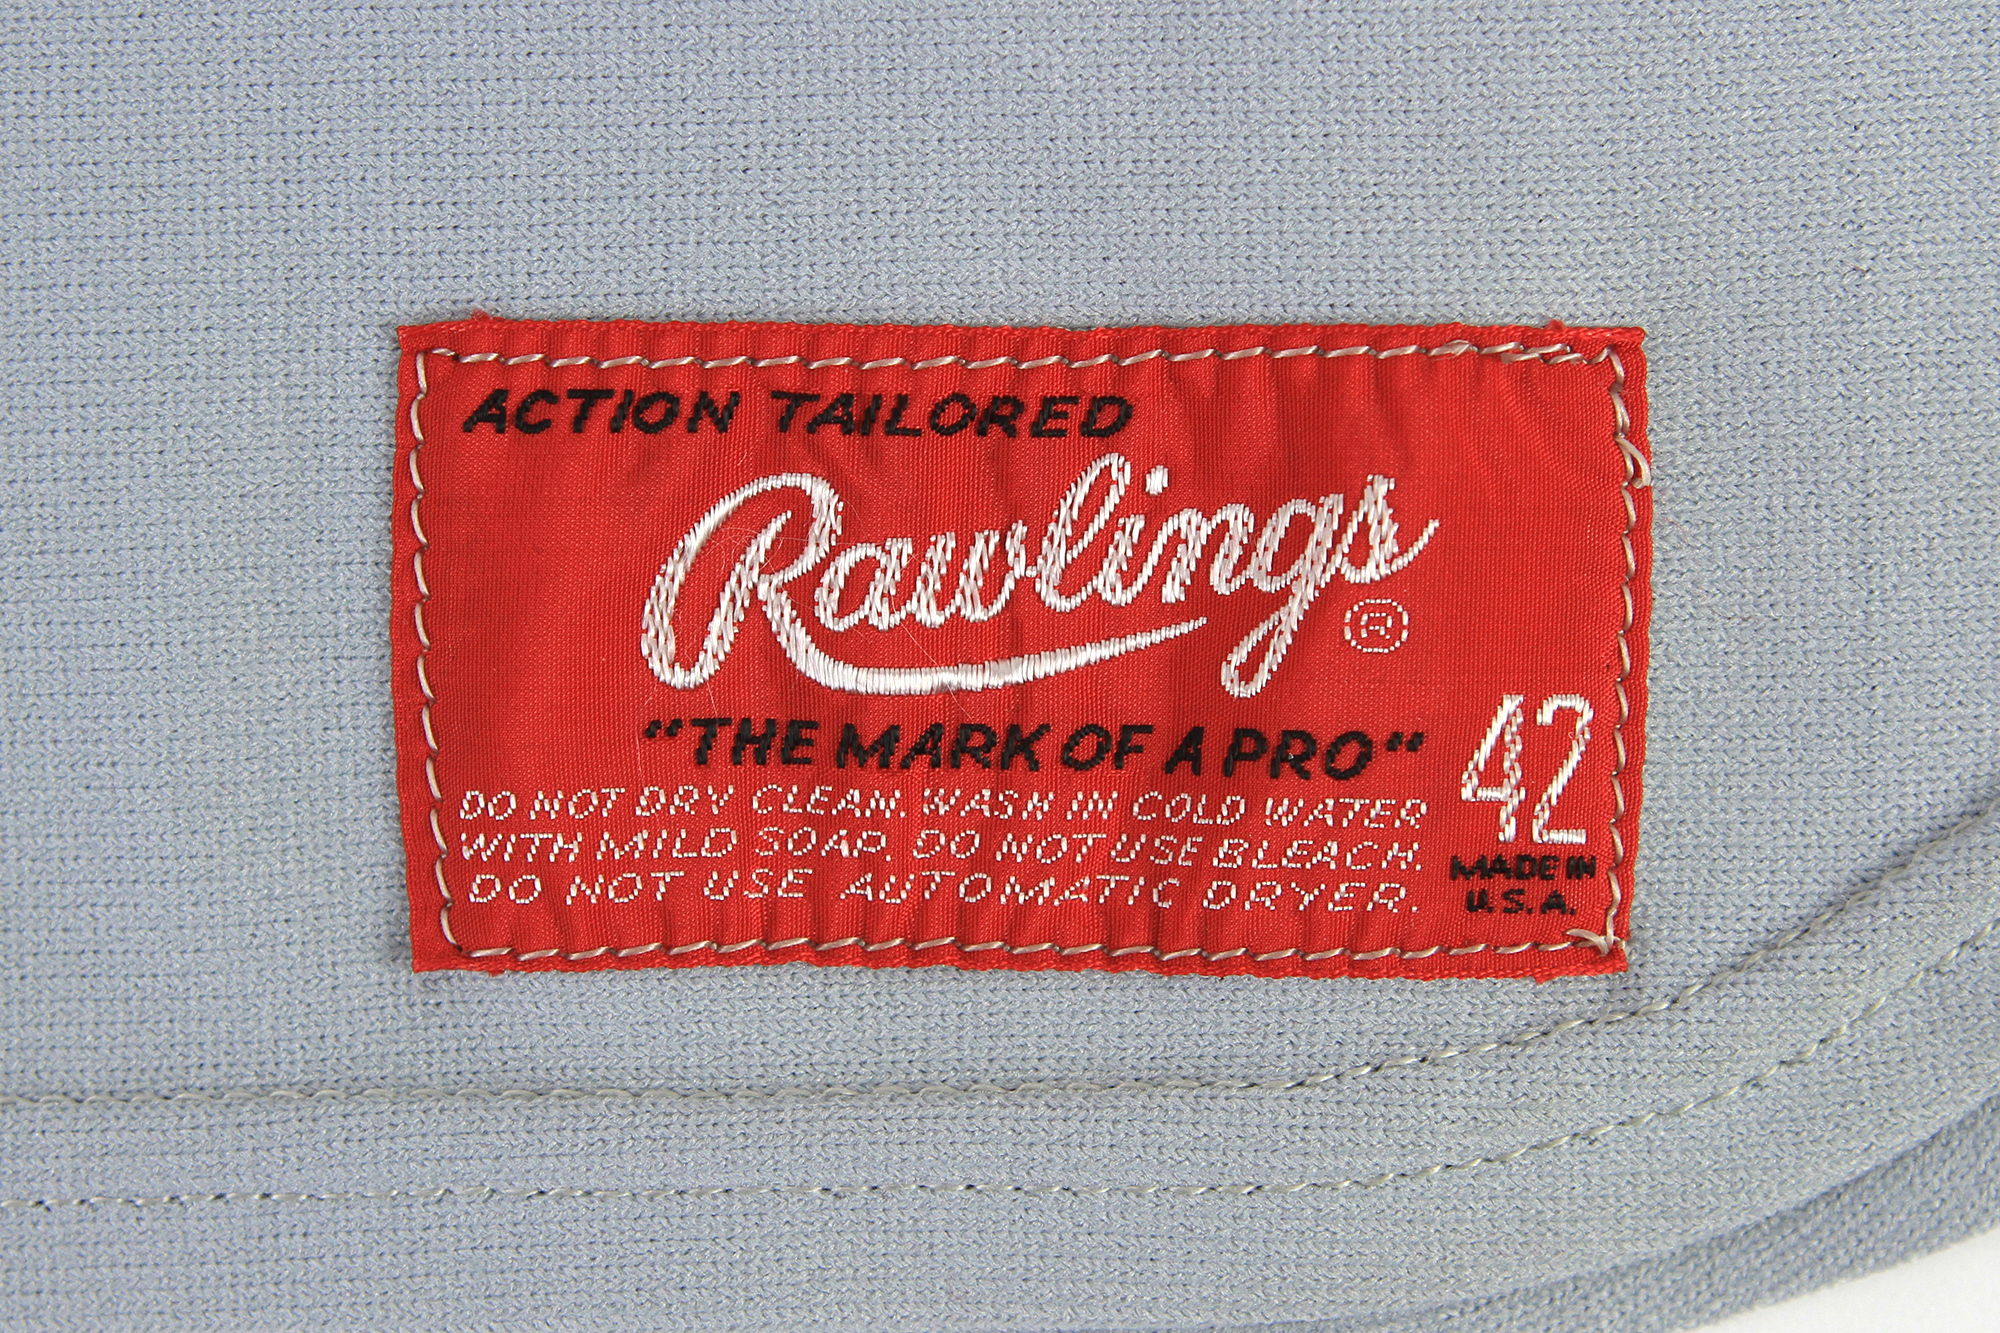 ACTION TAILORED
Rawlings ®
"THE MARK OF A PRO"
42
DO NOT DRY CLEAN. WASH IN COLD WATER
WITH MILD SOAP. DO NOT USE BLEACH.
DO NOT USE AUTOMATIC DRYER.
MADE IN
U.S.A.